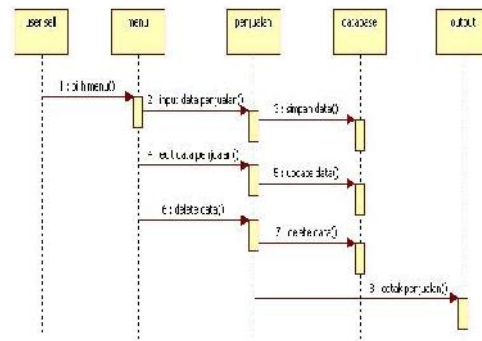 user sell
menu
penjualan
database
output
1 : pilih menu()
2 : input data penjualan()
3 : simpan data()
4 : edit data penjualan()
5 : update data()
6 : delete data()
7 : delete data()
8 : cetak penjualan()